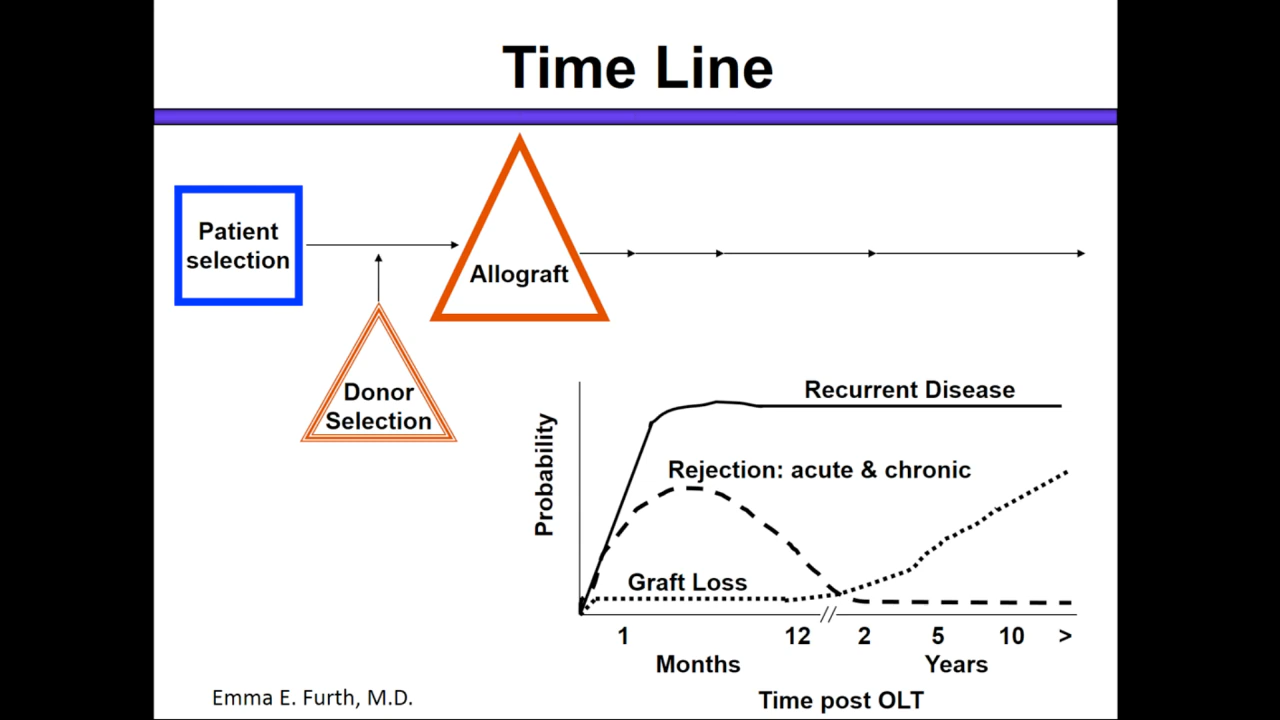 Time Line
Patient
selection
Allograft
Donor
Selection
Probability
Recurrent Disease
Rejection: acute & chronic
Graft Loss
1 12 2 5 10 >
Months Years
Time post OLT
Emma E. Furth, M.D.